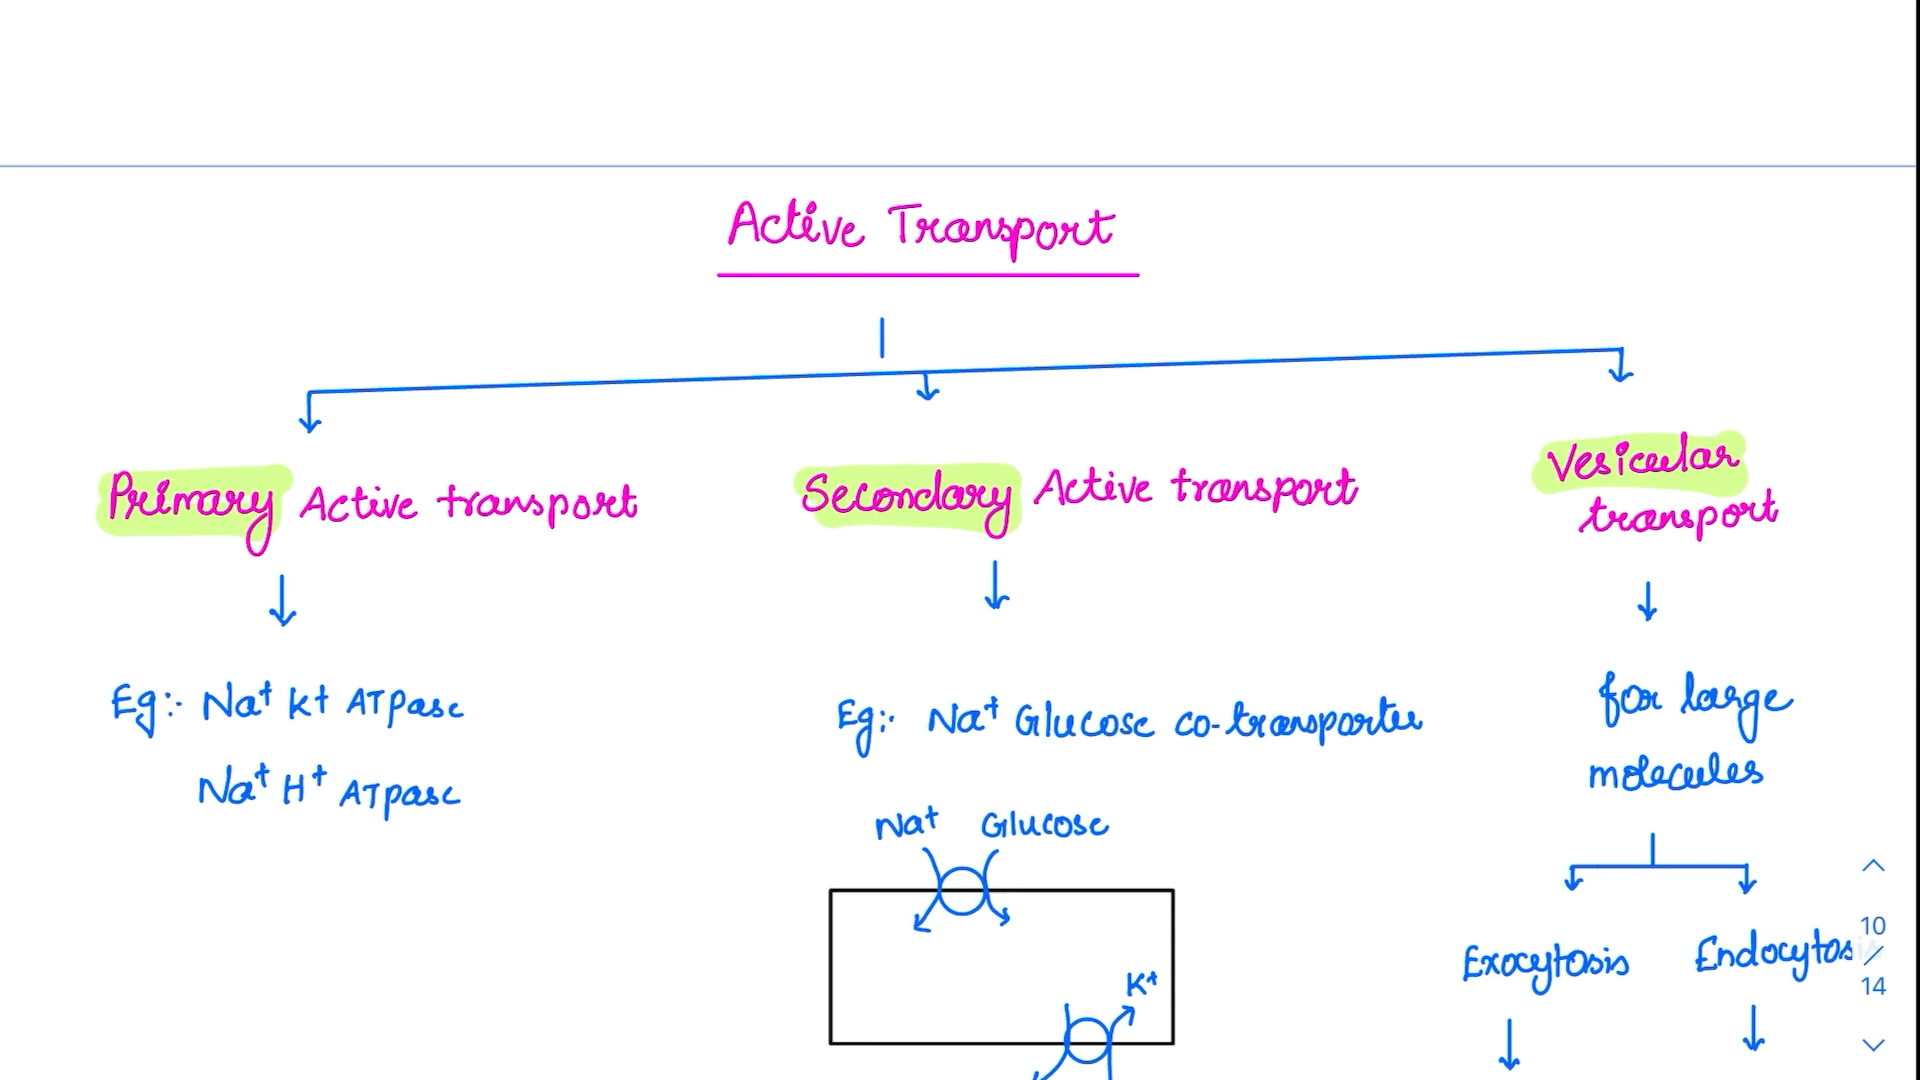 Active Transport
Primary Active transport
Secondary Active transport
Vesicular
transport
Eg:- Na+ K+ ATPase
Na+ H+ ATpase
Eg:- Na+ Glucose co-transporter
Na+ Glucose
K+
for large
molecules
Exocytosis
Endocytosis
10
/
14